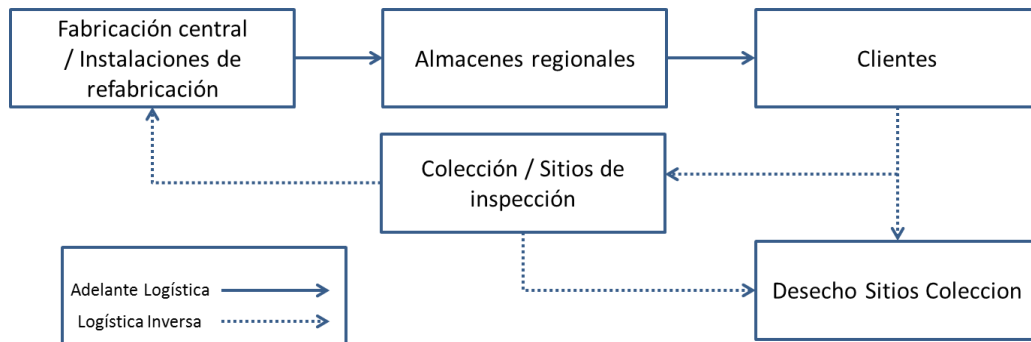 Fabricación central
/ Instalaciones de
refabricación
Almacenes regionales
Clientes
Colección / Sitios de
inspección
Desecho Sitios Coleccion
Adelante Logística
Logística Inversa